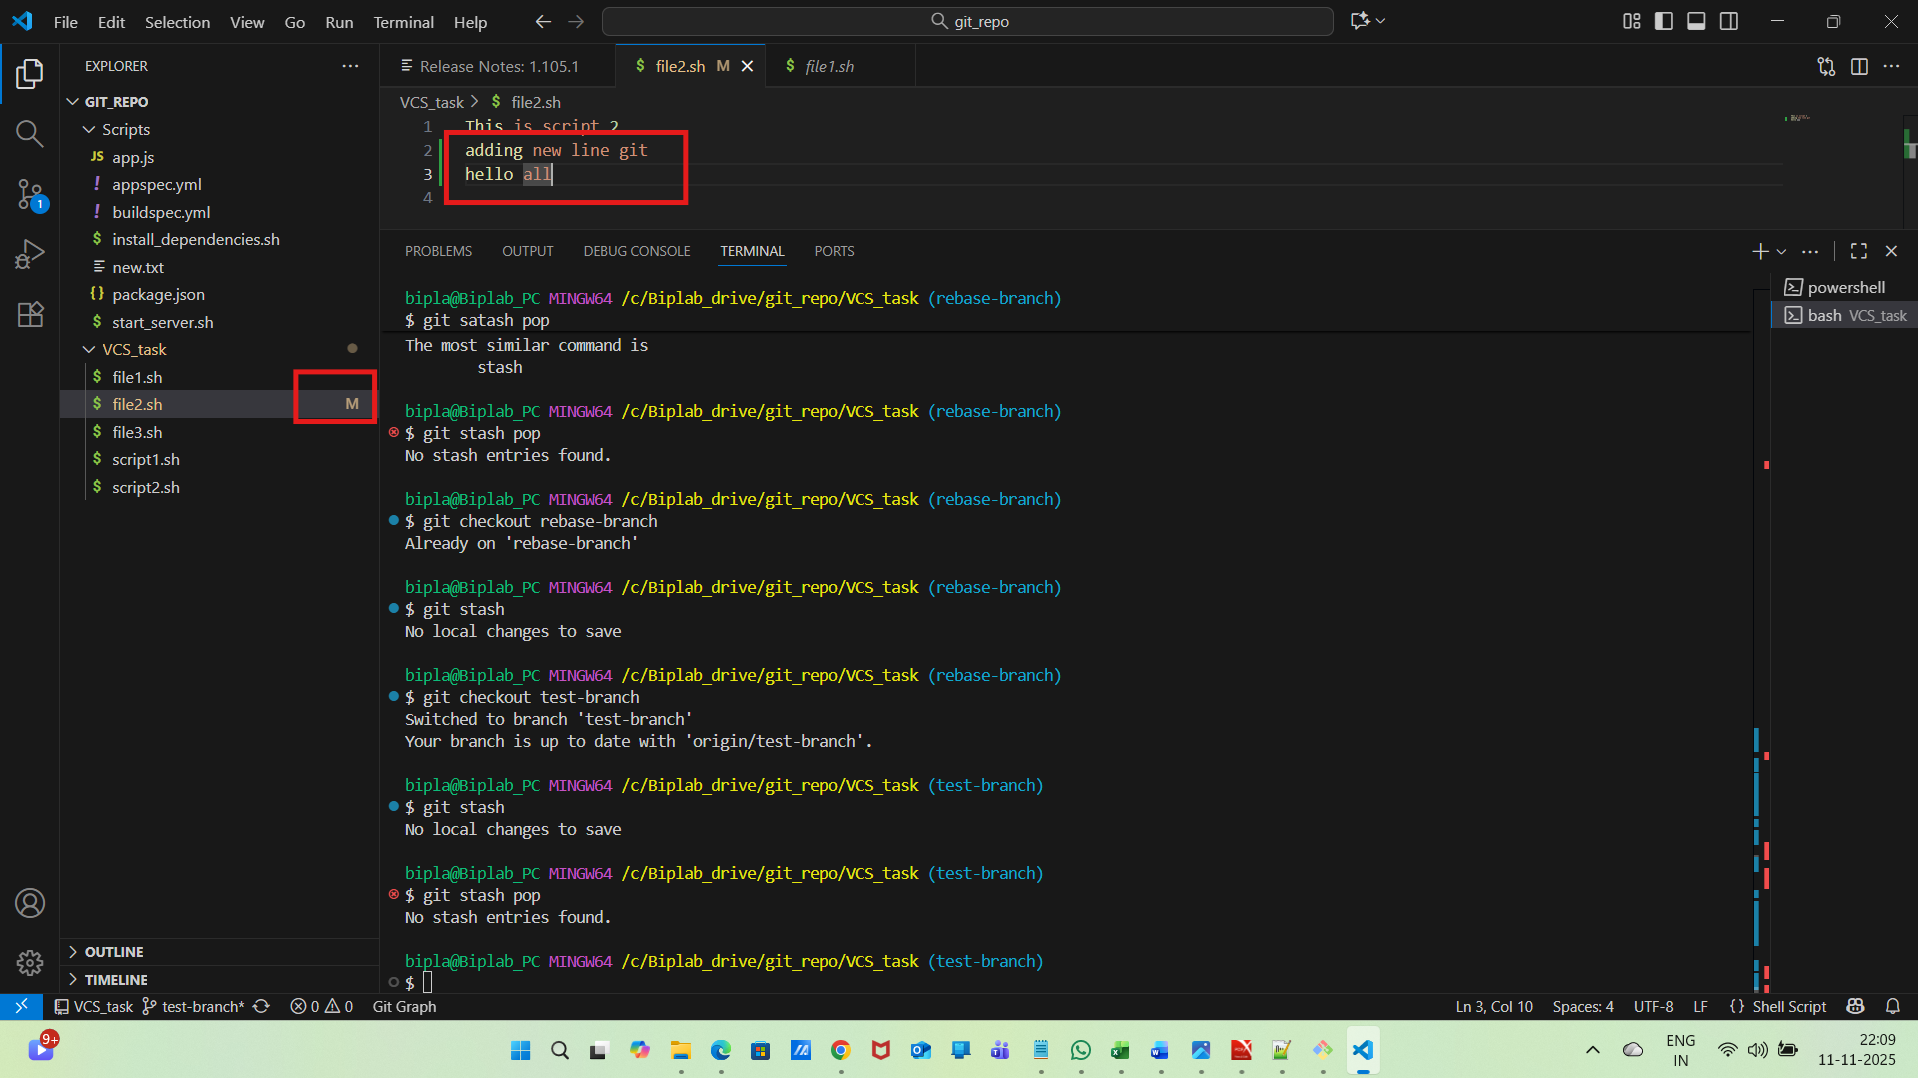 File Edit Selection View Go Run Terminal Help
git_repo
EXPLORER
GIT_REPO
Scripts
JS app.js
! appspec.yml
! buildspec.yml
$ install_dependencies.sh
new.txt
{} package.json
$ start_server.sh
VCS_task
$ file1.sh
$ file2.sh M
$ file3.sh
$ script1.sh
$ script2.sh
OUTLINE
TIMELINE
1
Release Notes: 1.105.1
$ file2.sh M
$ file1.sh
VCS_task > $ file2.sh
1 This is script 2
2 adding new line git
3 hello all
4
PROBLEMS OUTPUT DEBUG CONSOLE TERMINAL PORTS
powershell
bash VCS_task
bipla@Biplab_PC MINGW64 /c/Biplab_drive/git_repo/VCS_task (rebase-branch)
$ git satash pop
The most similar command is
stash
bipla@Biplab_PC MINGW64 /c/Biplab_drive/git_repo/VCS_task (rebase-branch)
$ git stash pop
No stash entries found.
bipla@Biplab_PC MINGW64 /c/Biplab_drive/git_repo/VCS_task (rebase-branch)
$ git checkout rebase-branch
Already on 'rebase-branch'
bipla@Biplab_PC MINGW64 /c/Biplab_drive/git_repo/VCS_task (rebase-branch)
$ git stash
No local changes to save
bipla@Biplab_PC MINGW64 /c/Biplab_drive/git_repo/VCS_task (rebase-branch)
$ git checkout test-branch
Switched to branch 'test-branch'
Your branch is up to date with 'origin/test-branch'.
bipla@Biplab_PC MINGW64 /c/Biplab_drive/git_repo/VCS_task (test-branch)
$ git stash
No local changes to save
bipla@Biplab_PC MINGW64 /c/Biplab_drive/git_repo/VCS_task (test-branch)
$ git stash pop
No stash entries found.
bipla@Biplab_PC MINGW64 /c/Biplab_drive/git_repo/VCS_task (test-branch)
$
VCS_task test-branch* 0 0 Git Graph
Ln 3, Col 10 Spaces: 4 UTF-8 LF {} Shell Script
9+
ENG
IN
22:09
11-11-2025